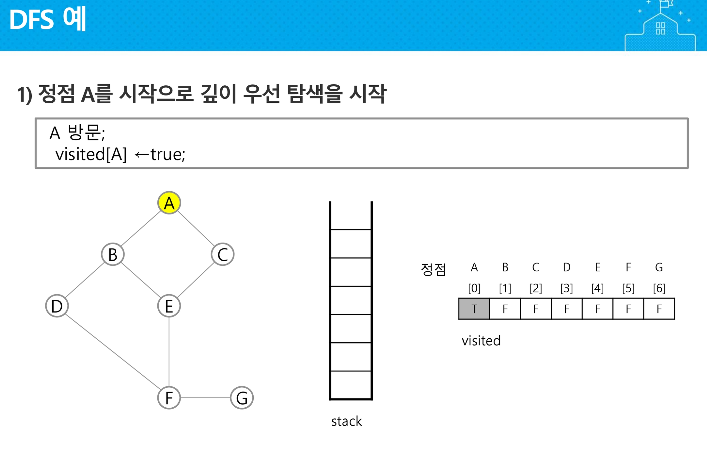 DFS 예
1) 정점 A를 시작으로 깊이 우선 탐색을 시작
A 방문;
visited[A] ←true;
A
B
C
D
E
F
G
stack
정점 A B C D E F G
[0] [1] [2] [3] [4] [5] [6]
T F F F F F F
visited